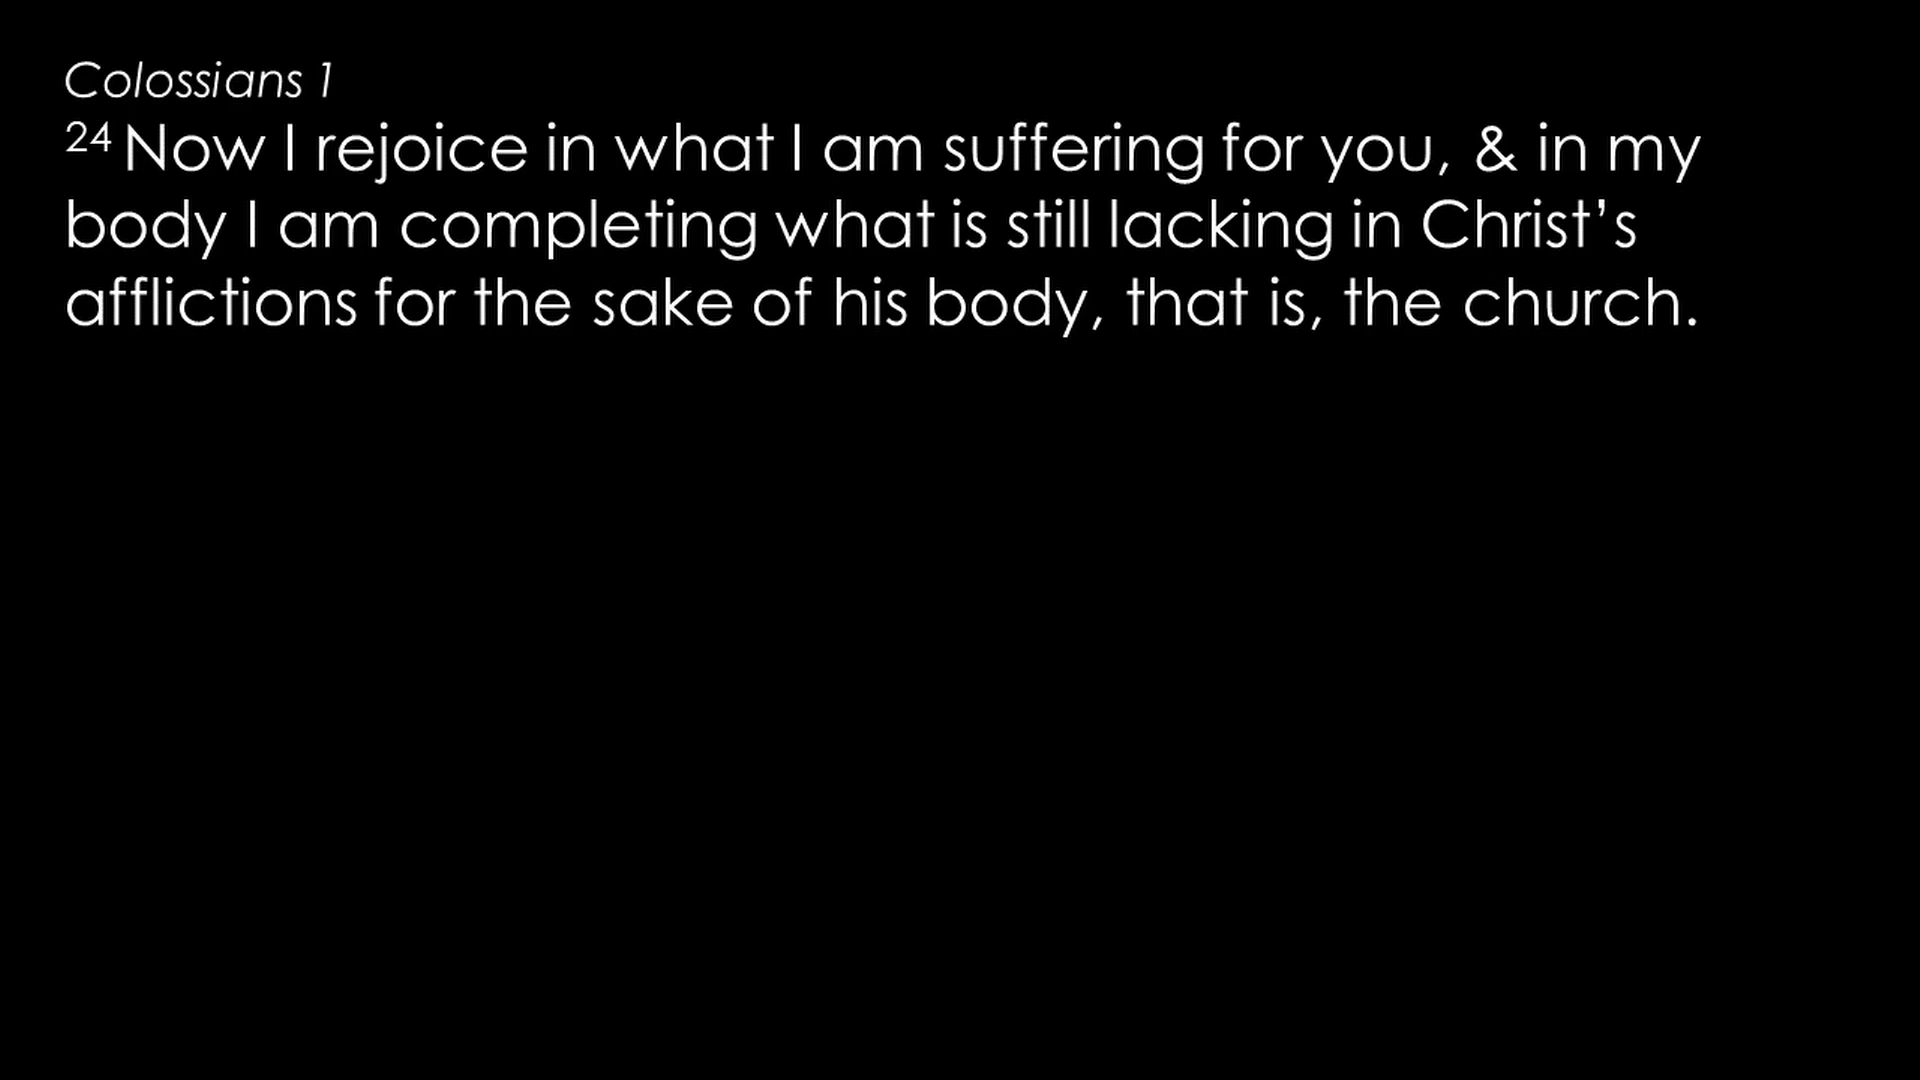 Colossians 1
24 Now I rejoice in what I am suffering for you, & in my
body I am completing what is still lacking in Christ’s
afflictions for the sake of his body, that is, the church.